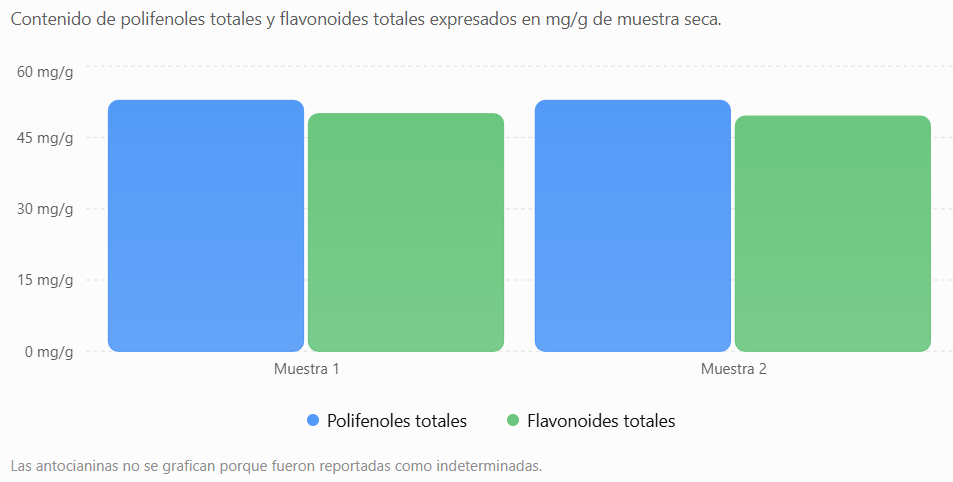 Contenido de polifenoles totales y flavonoides totales expresados en mg/g de muestra seca.
60 mg/g
45 mg/g
30 mg/g
15 mg/g
0 mg/g
Muestra 1 Muestra 2
Polifenoles totales Flavonoides totales
Las antocianinas no se grafican porque fueron reportadas como indeterminadas.